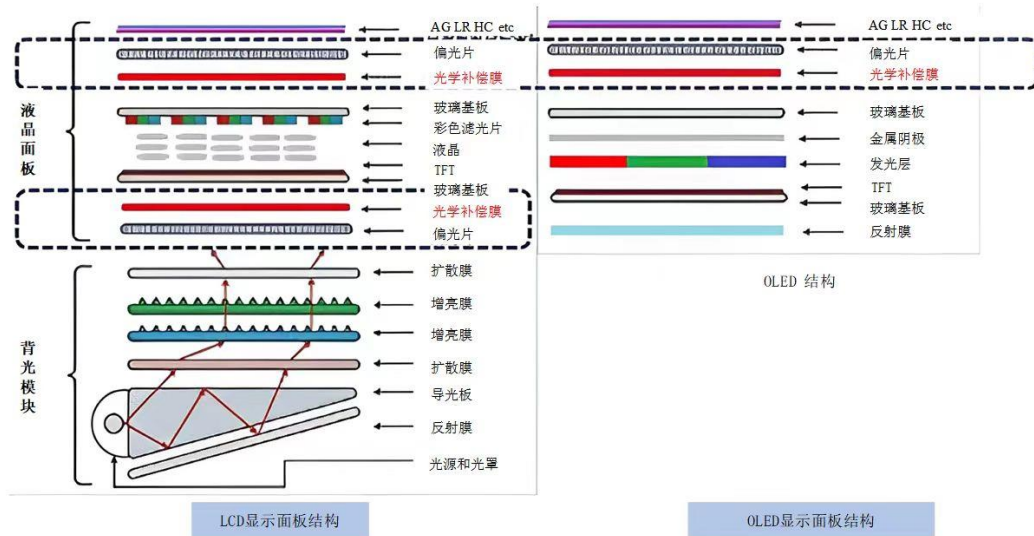 AG LR HC etc
偏光片
光学补偿膜
玻璃基板
彩色滤光片
液晶
TFT
玻璃基板
光学补偿膜
偏光片
液晶面板
扩散膜
增亮膜
增亮膜
扩散膜
导光板
反射膜
光源和光罩
背光模块
LCD显示面板结构
AG LR HC etc
偏光片
光学补偿膜
玻璃基板
金属阴极
发光层
TFT
玻璃基板
反射膜
OLED 结构
OLED显示面板结构